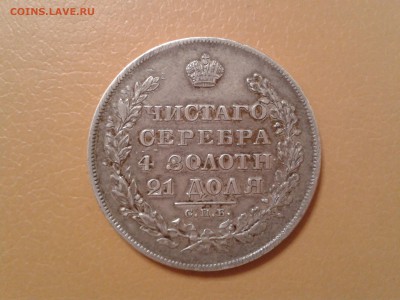 COINS.LAVE.RU
ЧИСТАГО
СЕРЕБРА
4 ЗОЛОТН
21 ДОЛЯ
С.П.Б.